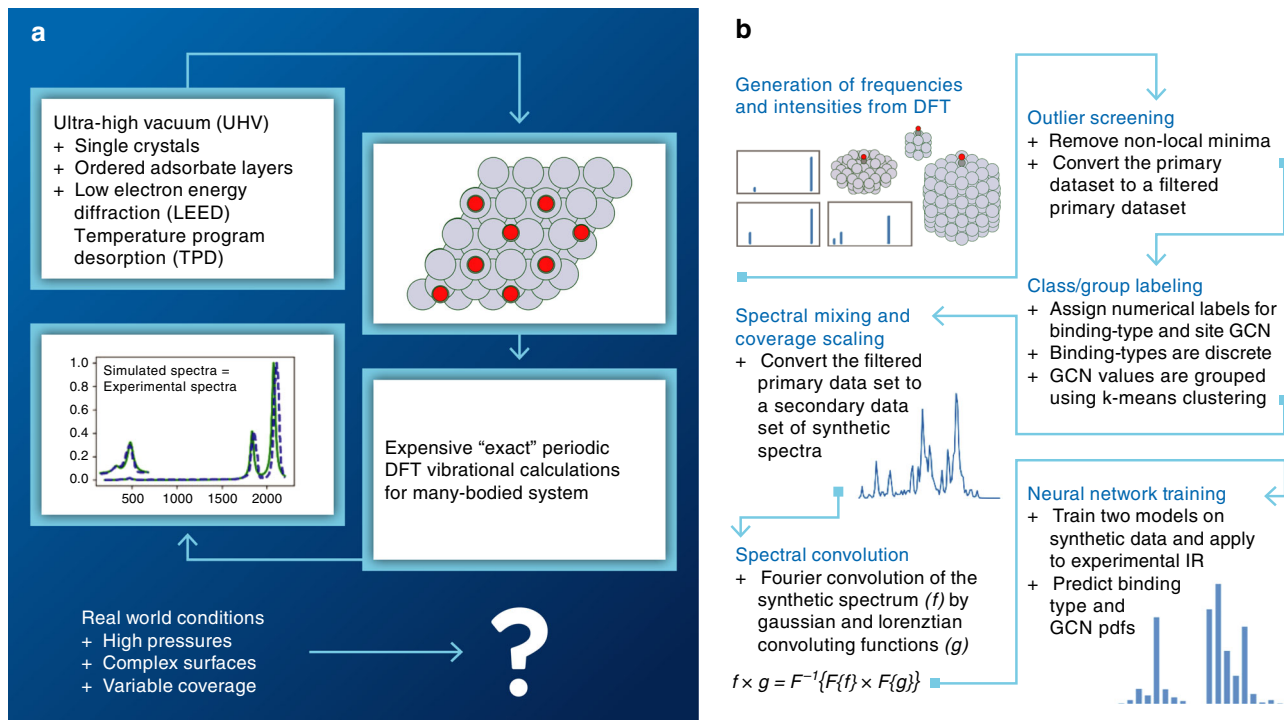 a
Ultra-high vacuum (UHV)
+ Single crystals
+ Ordered adsorbate layers
+ Low electron energy
diffraction (LEED)
Temperature program
desorption (TPD)
Expensive “exact” periodic
DFT vibrational calculations
for many-bodied system
Simulated spectra =
Experimental spectra
1.0
0.8
0.6
0.4
0.2
0.0
500 1000 1500 2000
Real world conditions
+ High pressures
+ Complex surfaces
+ Variable coverage
?
b
Generation of frequencies
and intensities from DFT
Outlier screening
+ Remove non-local minima
+ Convert the primary
dataset to a filtered
primary dataset
Class/group labeling
+ Assign numerical labels for
binding-type and site GCN
+ Binding-types are discrete
+ GCN values are grouped
using k-means clustering
Spectral mixing and
coverage scaling
+ Convert the filtered
primary data set to
a secondary data
set of synthetic
spectra
Spectral convolution
+ Fourier convolution of the
synthetic spectrum (f) by
gaussian and lorenztian
convoluting functions (g)
f × g = F⁻¹{F{f} × F{g}}
Neural network training
+ Train two models on
synthetic data and apply
to experimental IR
+ Predict binding
type and
GCN pdfs